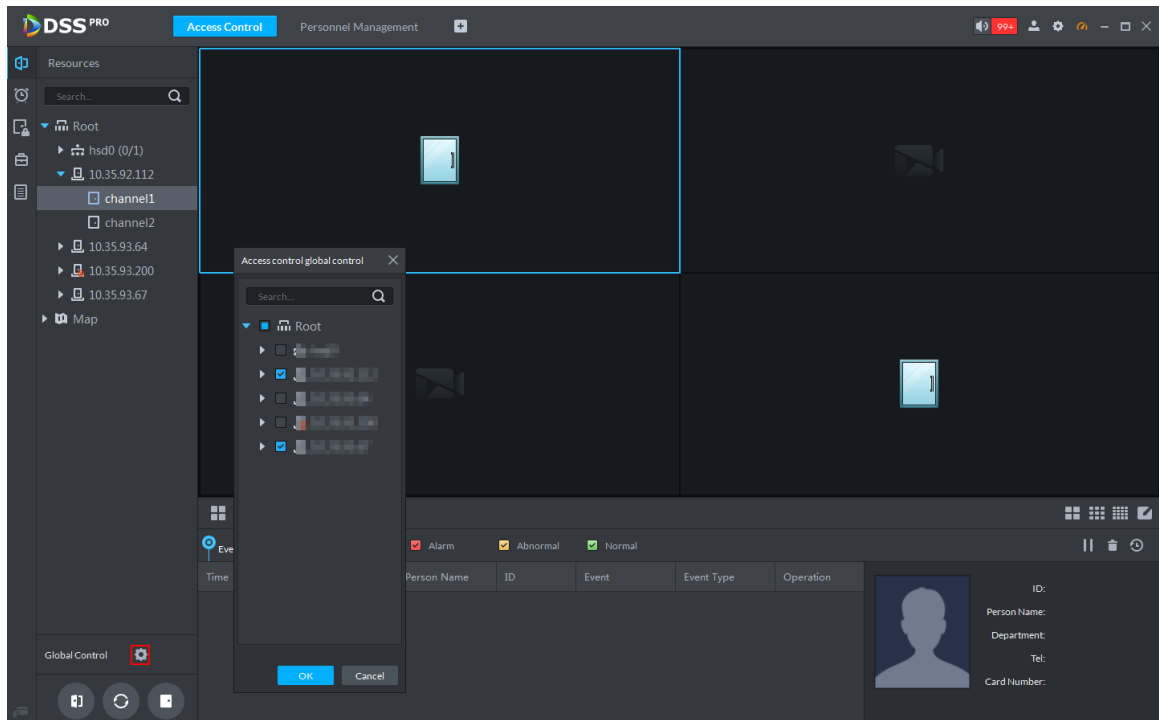 DSS PRO
Access Control
Personnel Management
99+
Resources
Search...
Root
hsd0 (0/1)
10.35.92.112
channel1
channel2
10.35.93.64
10.35.93.200
10.35.93.67
Map
Access control global control
Search...
Root
OK
Cancel
Eve
Alarm
Abnormal
Normal
Time
Person Name
ID
Event
Event Type
Operation
ID:
Person Name:
Department:
Tel:
Card Number:
Global Control